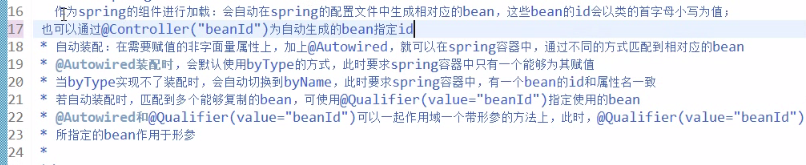 16 作为spring的组件进行加载：会自动在spring的配置文件中生成相对应的bean，这些bean的id会以类的首字母小写为值；
17 也可以通过@Controller("beanId")为自动生成的bean指定id
18 * 自动装配：在需要赋值的非字面量属性上，加上@Autowired，就可以在spring容器中，通过不同的方式匹配到相对应的bean
19 * @Autowired装配时，会默认使用byType的方式，此时要求spring容器中只有一个能够为其赋值
20 * 当byType实现不了装配时，会自动切换到byName，此时要求spring容器中，有一个bean的id和属性名一致
21 * 若自动装配时，匹配到多个能够复制的bean，可使用@Qualifier(value="beanId")指定使用的bean
22 * @Autowired和@Qualifier(value="beanId")可以一起作用域一个带形参的方法上，此时，@Qualifier(value="beanId")
23 * 所指定的bean作用于形参
24 *